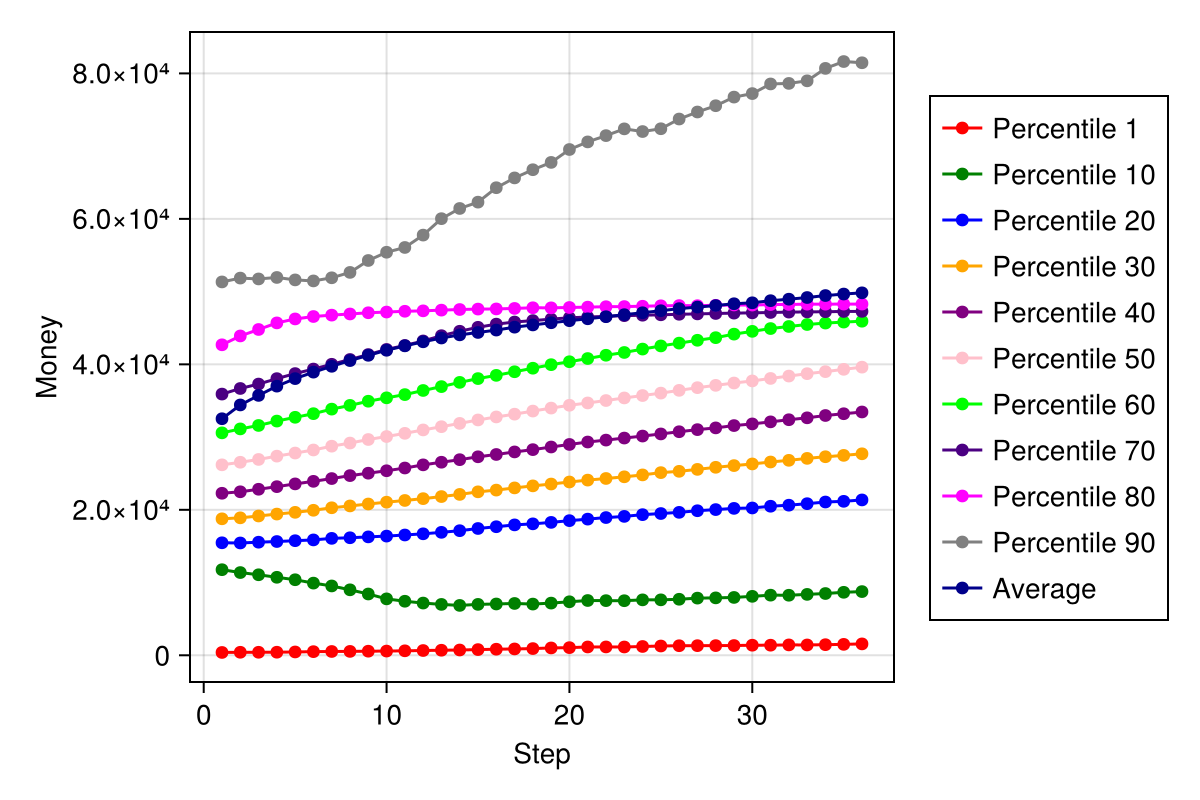 8.0×10⁴
6.0×10⁴
4.0×10⁴
2.0×10⁴
0
Money
0 10 20 30
Step
Percentile 1
Percentile 10
Percentile 20
Percentile 30
Percentile 40
Percentile 50
Percentile 60
Percentile 70
Percentile 80
Percentile 90
Average